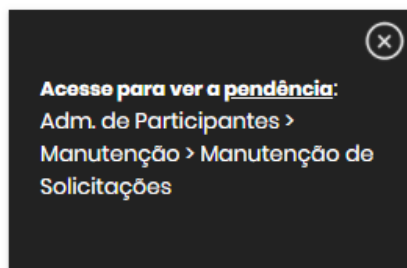 Acesse para ver a pendência:
Adm. de Participantes >
Manutenção > Manutenção de
Solicitações